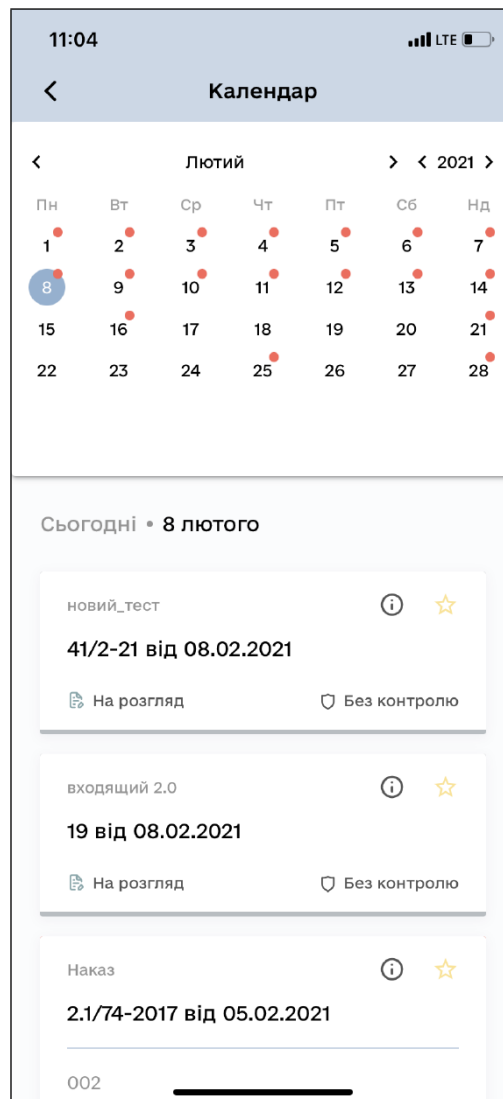 11:04 LTE
Календар
Лютий 2021
Пн Вт Ср Чт Пт Сб Нд
1 2 3 4 5 6 7
8 9 10 11 12 13 14
15 16 17 18 19 20 21
22 23 24 25 26 27 28
Сьогодні • 8 лютого
новий_тест
41/2-21 від 08.02.2021
На розгляд Без контролю
входящий 2.0
19 від 08.02.2021
На розгляд Без контролю
Наказ
2.1/74-2017 від 05.02.2021
002